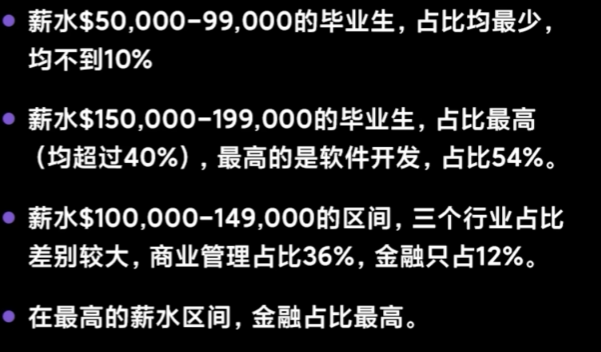 • 薪水$50,000-99,000的毕业生，占比均最少，
均不到10%
• 薪水$150,000-199,000的毕业生，占比最高
（均超过40%），最高的是软件开发，占比54%。
• 薪水$100,000-149,000的区间，三个行业占比
差别较大，商业管理占比36%，金融只占12%。
• 在最高的薪水区间，金融占比最高。